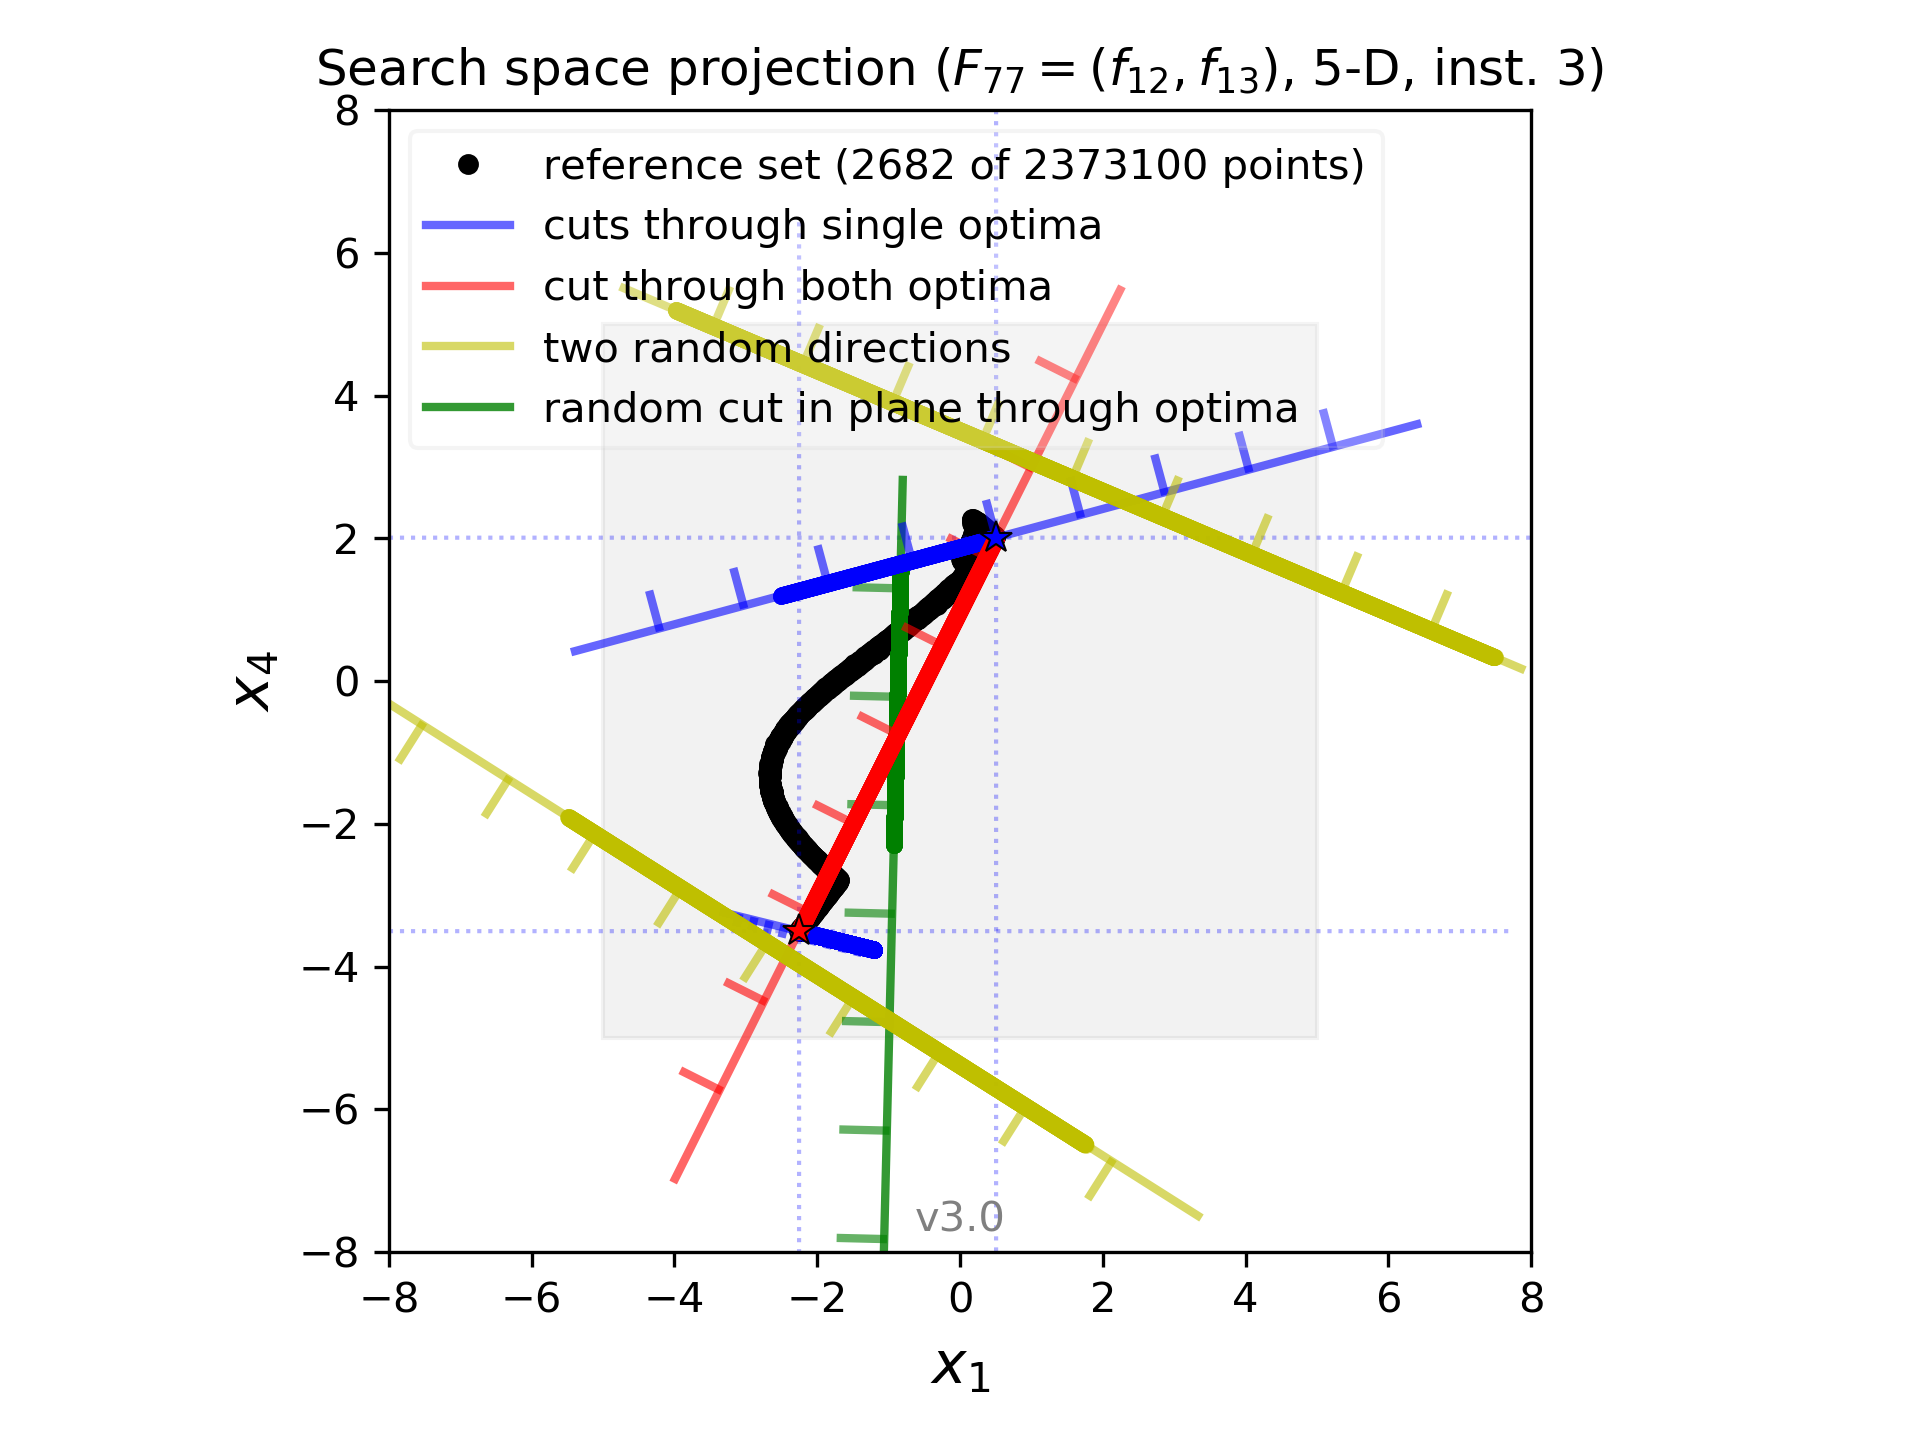 Search space projection (F77 = (f12, f13), 5-D, inst. 3)
reference set (2682 of 2373100 points)
cuts through single optima
cut through both optima
two random directions
random cut in plane through optima
8
6
4
2
0
−2
−4
−6
−8
x4
v3.0
−8 −6 −4 −2 0 2 4 6 8
x1